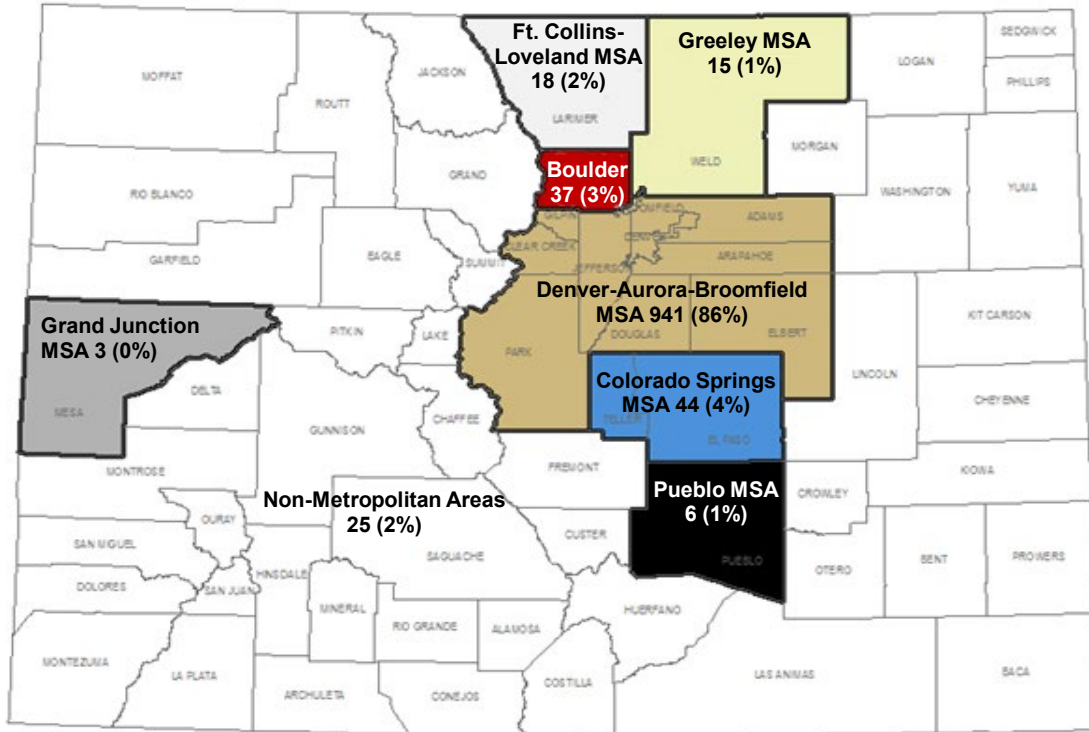 Ft. Collins-
Loveland MSA
18 (2%)
Greeley MSA
15 (1%)
SEDGWICK
LOGAN
PHILLIPS
MOFFAT
JACKSON
ROUTT
LARIMER
WELD
MORGAN
GRAND
Boulder
37 (3%)
RIO BLANCO
WASHINGTON
YUMA
GILPIN
ADAMS
CLEAR CREEK
JEFFERSON
ARAPAHOE
EAGLE
SUMMIT
GARFIELD
Denver-Aurora-Broomfield
MSA 941 (86%)
DOUGLAS
ELBERT
KIT CARSON
Grand Junction
MSA 3 (0%)
PITKIN
LAKE
PARK
Colorado Springs
MSA 44 (4%)
TELLER
EL PASO
LINCOLN
DELTA
MESA
CHEYENNE
CHAFFEE
GUNNISON
MONTROSE
FREMONT
KIOWA
Pueblo MSA
6 (1%)
PUEBLO
CROWLEY
Non-Metropolitan Areas
25 (2%)
OURAY
CUSTER
SAN MIGUEL
SAGUACHE
OTERO
BENT
PROWERS
HINSDALE
DOLORES
SAN JUAN
MINERAL
HUERFANO
RIO GRANDE
ALAMOSA
MONTEZUMA
LA PLATA
ARCHULETA
CONEJOS
COSTILLA
LAS ANIMAS
BACA